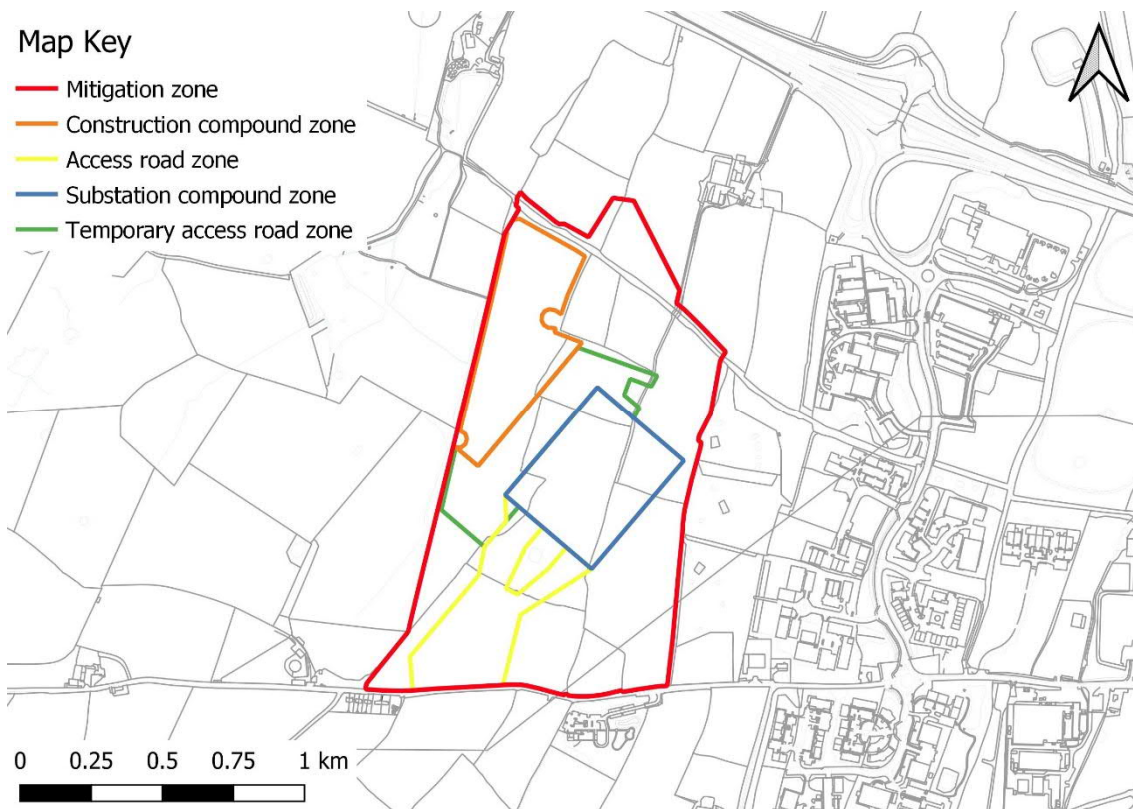 Map Key
Mitigation zone
Construction compound zone
Access road zone
Substation compound zone
Temporary access road zone
0 0.25 0.5 0.75 1 km